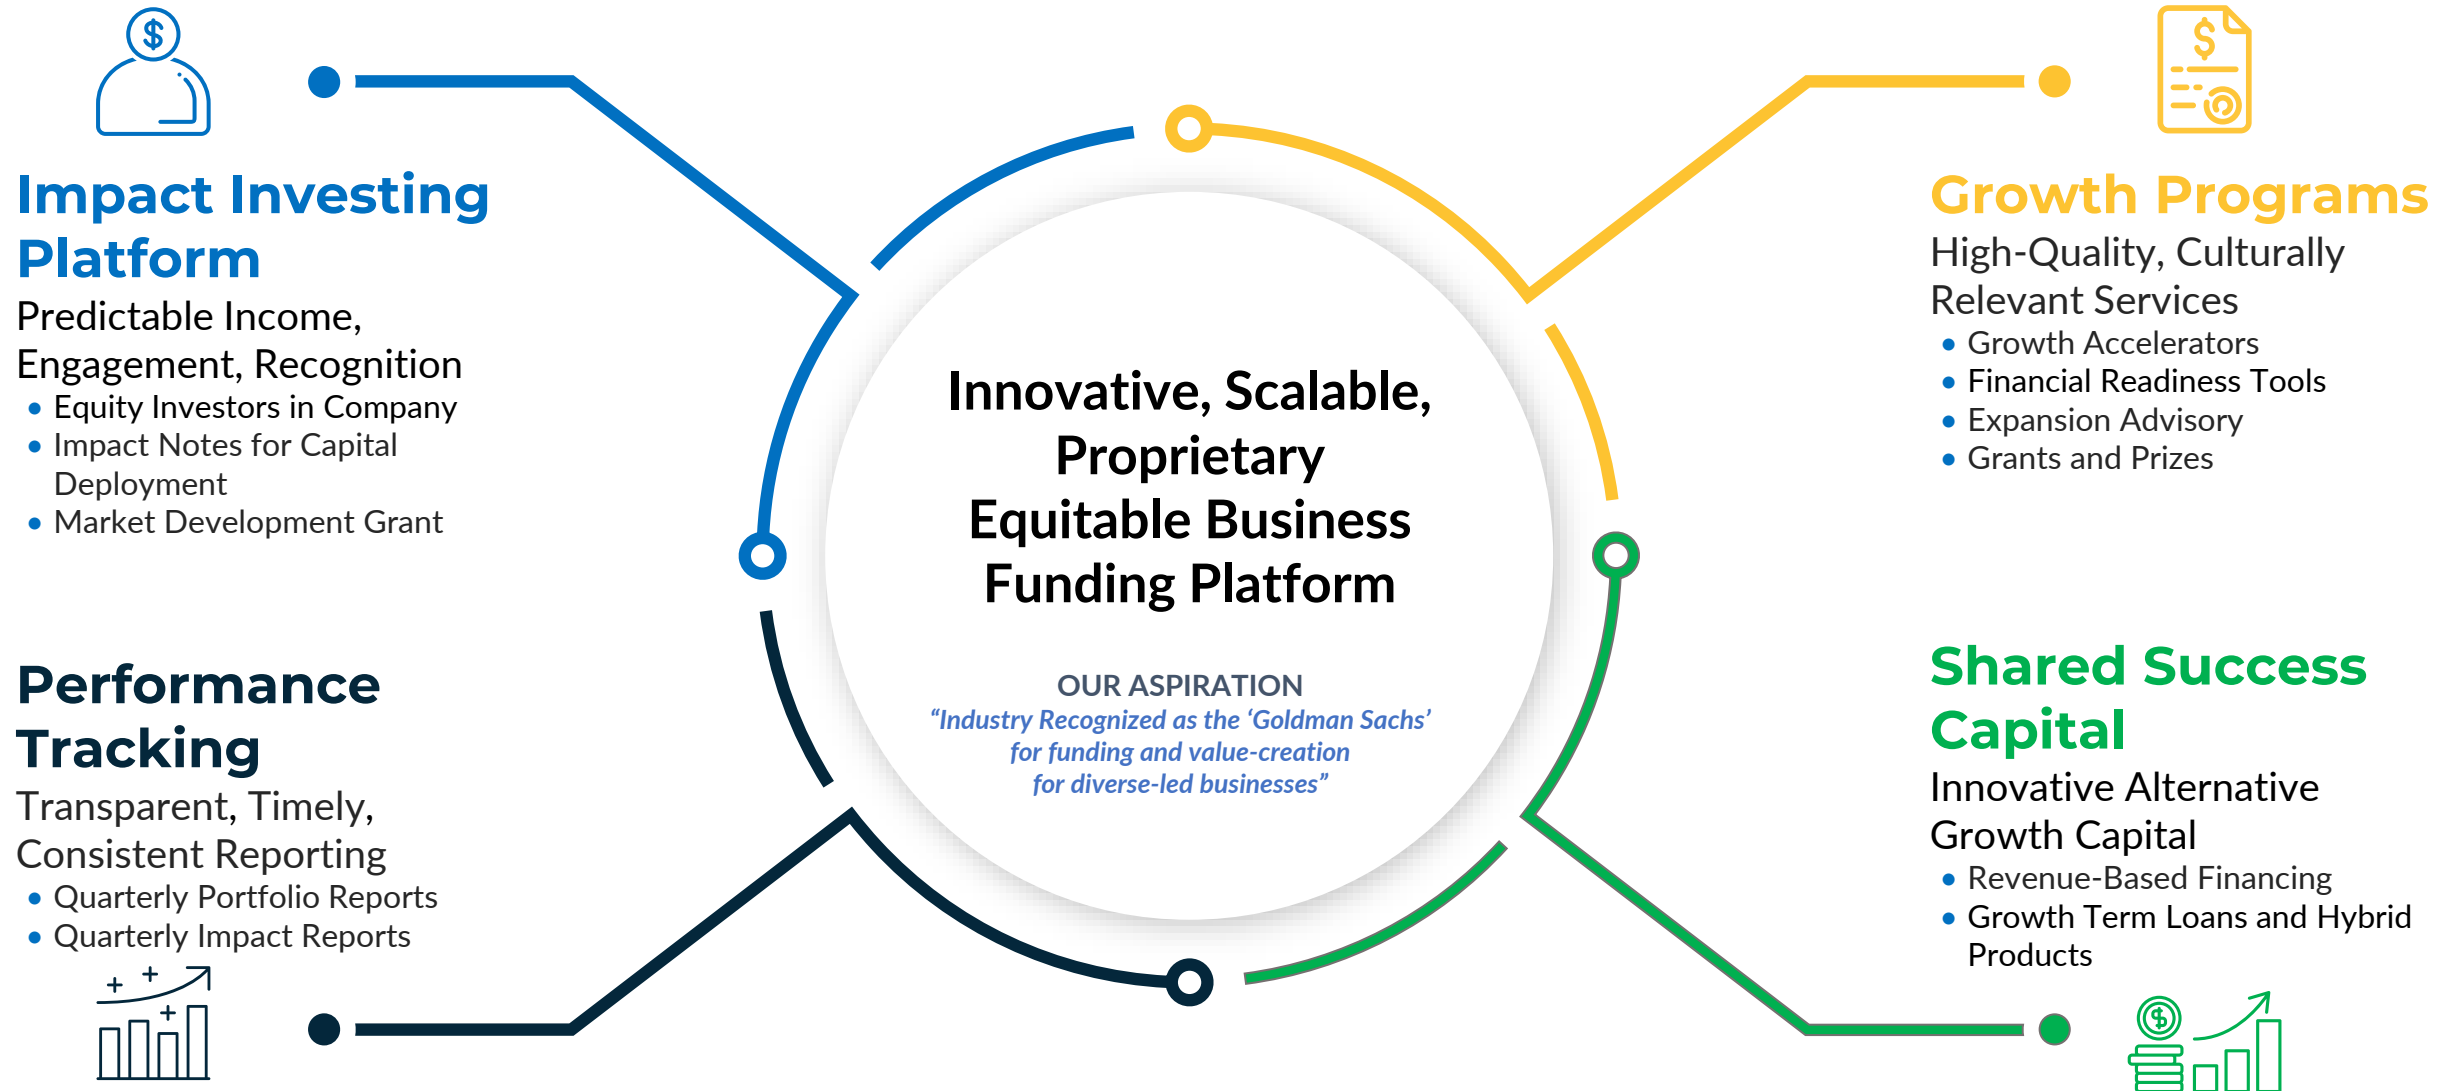 Impact Investing
Platform
Predictable Income,
Engagement, Recognition
• Equity Investors in Company
• Impact Notes for Capital
Deployment
• Market Development Grant
Performance
Tracking
Transparent, Timely,
Consistent Reporting
• Quarterly Portfolio Reports
• Quarterly Impact Reports
Innovative, Scalable,
Proprietary
Equitable Business
Funding Platform
OUR ASPIRATION
“Industry Recognized as the ‘Goldman Sachs’
for funding and value-creation
for diverse-led businesses”
Growth Programs
High-Quality, Culturally
Relevant Services
• Growth Accelerators
• Financial Readiness Tools
• Expansion Advisory
• Grants and Prizes
Shared Success
Capital
Innovative Alternative
Growth Capital
• Revenue-Based Financing
• Growth Term Loans and Hybrid
Products